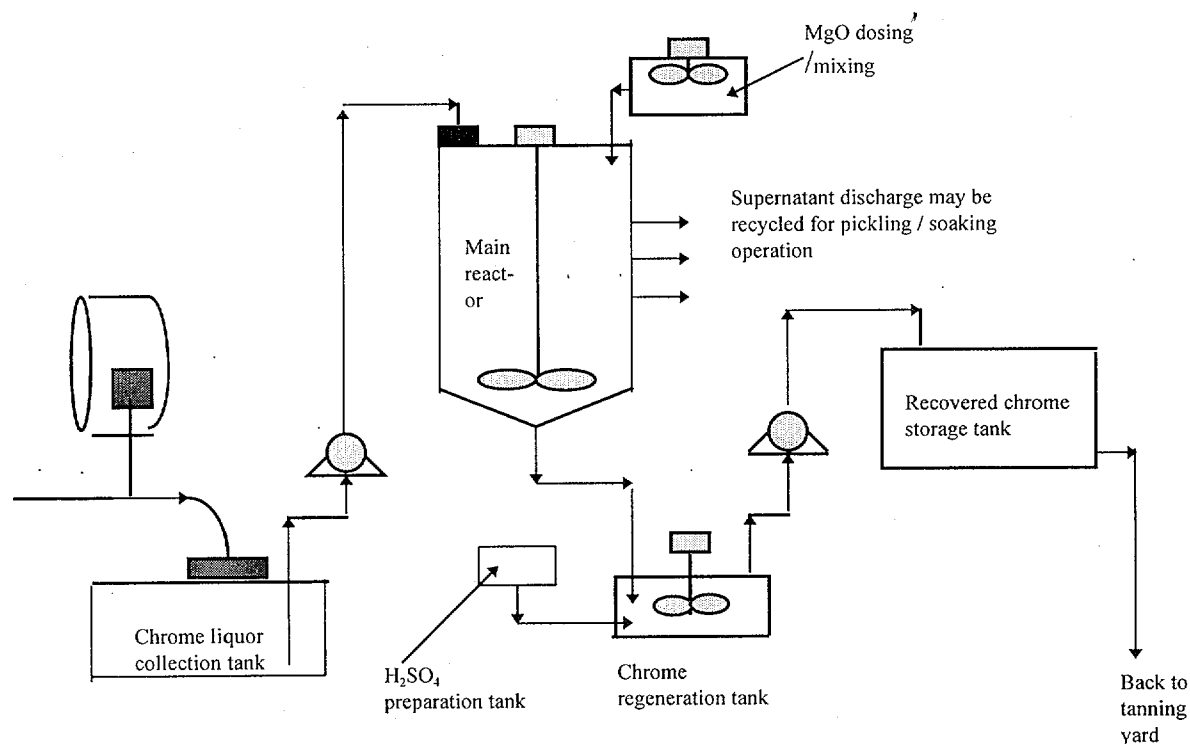 MgO dosing
/mixing
Supernatant discharge may be
recycled for pickling / soaking
operation
Main
react-
or
Recovered chrome
storage tank
Chrome liquor
collection tank
H₂SO₄
preparation tank
Chrome
regeneration tank
Back to
tanning
yard